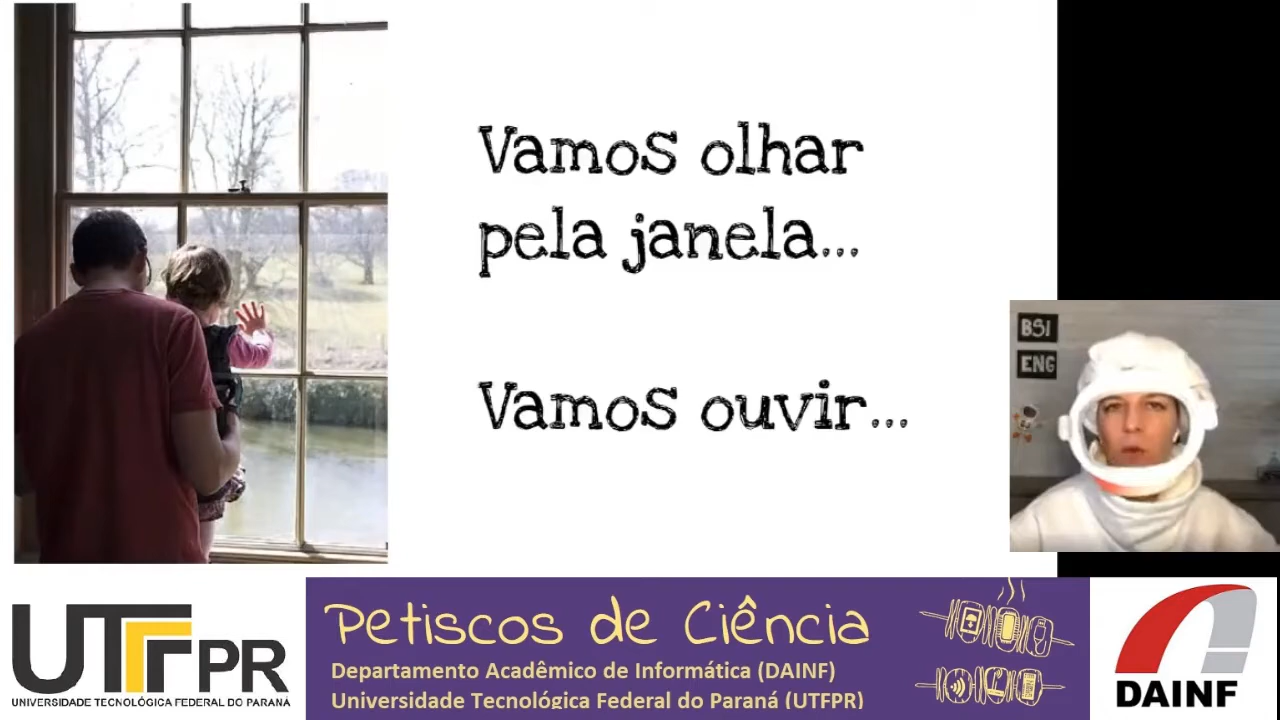 Vamos olhar
pela janela...
Vamos ouvir...
BSI
ENG
UTFPR
UNIVERSIDADE TECNOLÓGICA FEDERAL DO PARANÁ
Petiscos de Ciência
Departamento Acadêmico de Informática (DAINF)
Universidade Tecnológica Federal do Paraná (UTFPR)
DAINF